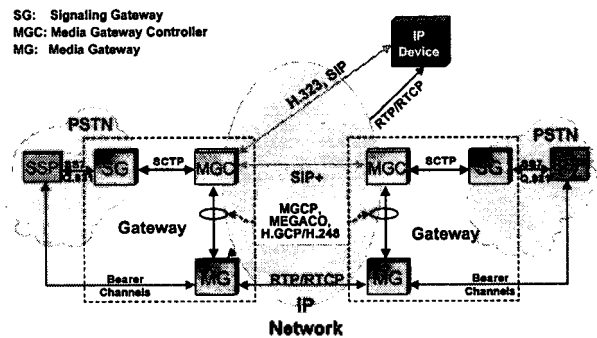 SG: Signaling Gateway
MGC: Media Gateway Controller
MG: Media Gateway
IP
Device
H.323, SIP
RTP/RTCP
PSTN
PSTN
SSP
SS7
SG
SCTP
MGC
SIP+
MGC
SCTP
SG
SS7
Gateway
MGCP,
MEGACO,
H.GCP/H.248
Gateway
Bearer
Channels
MG
RTP/RTCP
MG
Bearer
Channels
IP
Network